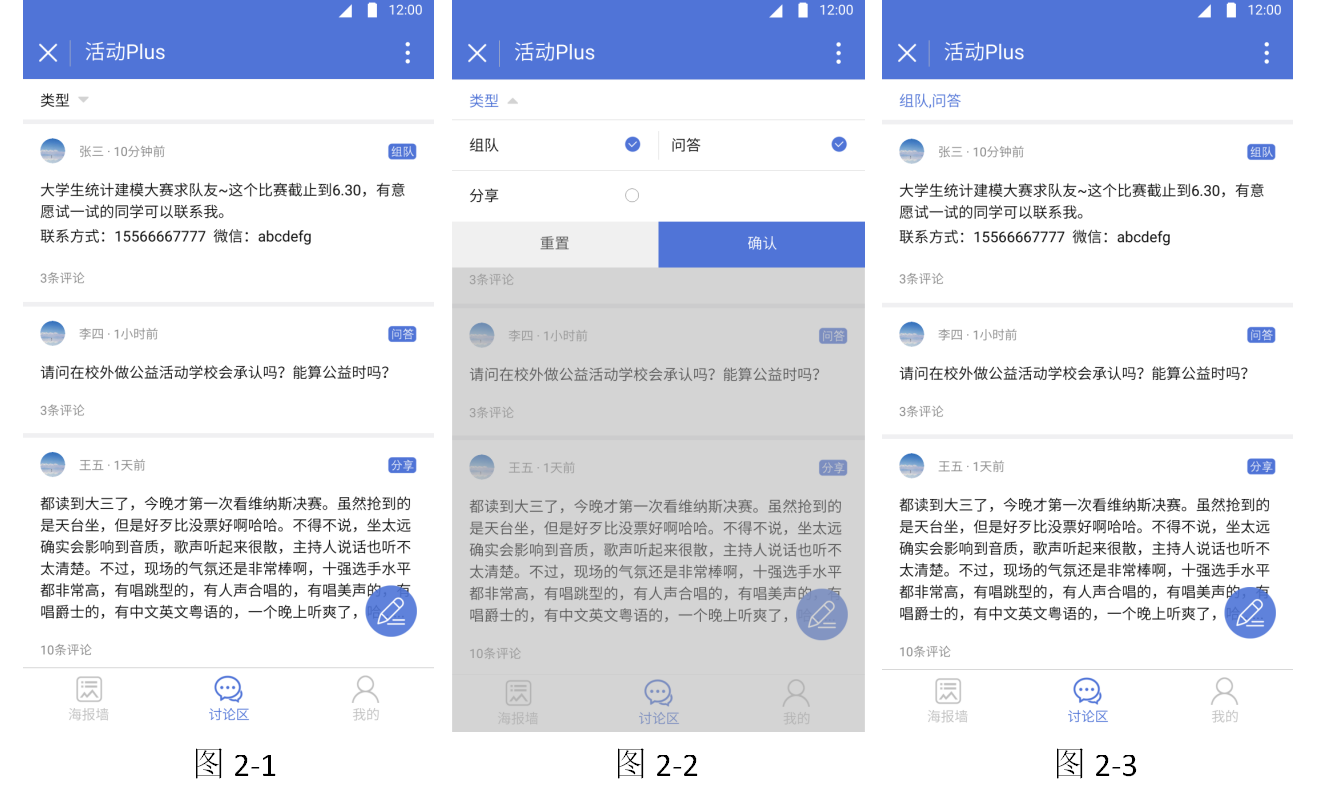 12:00
活动Plus
类型
张三 · 10分钟前
组队
大学生统计建模大赛求队友~这个比赛截止到6.30，有意
愿试一试的同学可以联系我。
联系方式：15566667777 微信：abcdefg
3条评论
李四 · 1小时前
问答
请问在校外做公益活动学校会承认吗？能算公益时吗？
3条评论
王五 · 1天前
分享
都读到大三了，今晚才第一次看维纳斯决赛。虽然抢到的
是天台坐，但是好歹比没票好啊哈哈。不得不说，坐太远
确实会影响到音质，歌声听起来很散，主持人说话也听不
太清楚。不过，现场的气氛还是非常棒啊，十强选手水平
都非常高，有唱跳型的，有人声合唱的，有唱美声的，有
唱爵士的，有中文英文粤语的，一个晚上听爽了，
10条评论
海报墙
讨论区
我的
图 2-1
12:00
活动Plus
类型
组队
问答
分享
重置
确认
3条评论
李四 · 1小时前
问答
请问在校外做公益活动学校会承认吗？能算公益时吗？
3条评论
王五 · 1天前
分享
都读到大三了，今晚才第一次看维纳斯决赛。虽然抢到的
是天台坐，但是好歹比没票好啊哈哈。不得不说，坐太远
确实会影响到音质，歌声听起来很散，主持人说话也听不
太清楚。不过，现场的气氛还是非常棒啊，十强选手水平
都非常高，有唱跳型的，有人声合唱的，有唱美声的，有
唱爵士的，有中文英文粤语的，一个晚上听爽了，
10条评论
海报墙
讨论区
我的
图 2-2
12:00
活动Plus
组队,问答
张三 · 10分钟前
组队
大学生统计建模大赛求队友~这个比赛截止到6.30，有意
愿试一试的同学可以联系我。
联系方式：15566667777 微信：abcdefg
3条评论
李四 · 1小时前
问答
请问在校外做公益活动学校会承认吗？能算公益时吗？
3条评论
王五 · 1天前
分享
都读到大三了，今晚才第一次看维纳斯决赛。虽然抢到的
是天台坐，但是好歹比没票好啊哈哈。不得不说，坐太远
确实会影响到音质，歌声听起来很散，主持人说话也听不
太清楚。不过，现场的气氛还是非常棒啊，十强选手水平
都非常高，有唱跳型的，有人声合唱的，有唱美声的，有
唱爵士的，有中文英文粤语的，一个晚上听爽了，
10条评论
海报墙
讨论区
我的
图 2-3